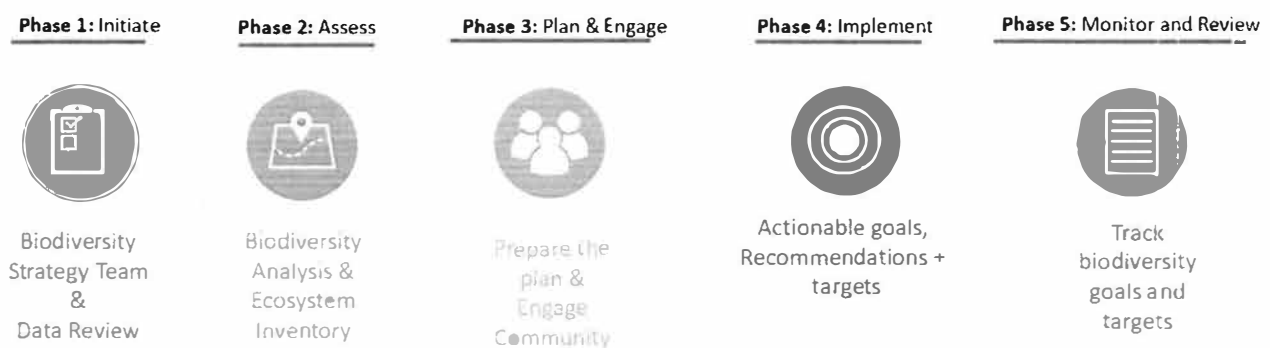 Phase 1: Initiate
Phase 2: Assess
Phase 3: Plan & Engage
Phase 4: Implement
Phase 5: Monitor and Review
Biodiversity
Strategy Team
&
Data Review
Biodiversity
Analysis &
Ecosystem
Inventory
Prepare the
plan &
Engage
Community
Actionable goals,
Recommendations +
targets
Track
biodiversity
goals and
targets